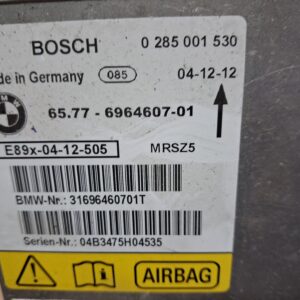 BOSCH 0 285 001 530
de in Germany 085 04-12-12
65.77 - 6964607-01
E89x-04-12-505 MRSZ5
BMW-Nr.: 31696460701T
Serien-Nr.: 04B3475H04535
AIRBAG